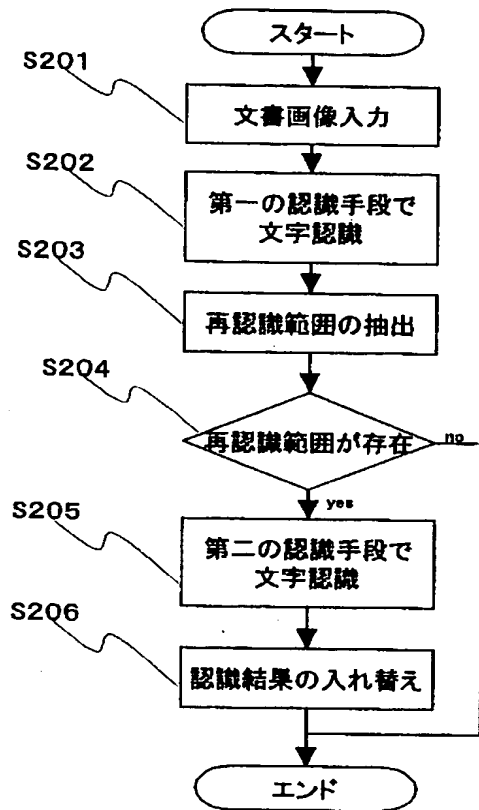 スタート
S201
文書画像入力
S202
第一の認識手段で
文字認識
S203
再認識範囲の抽出
S204
再認識範囲が存在
no
yes
S205
第二の認識手段で
文字認識
S206
認識結果の入れ替え
エンド